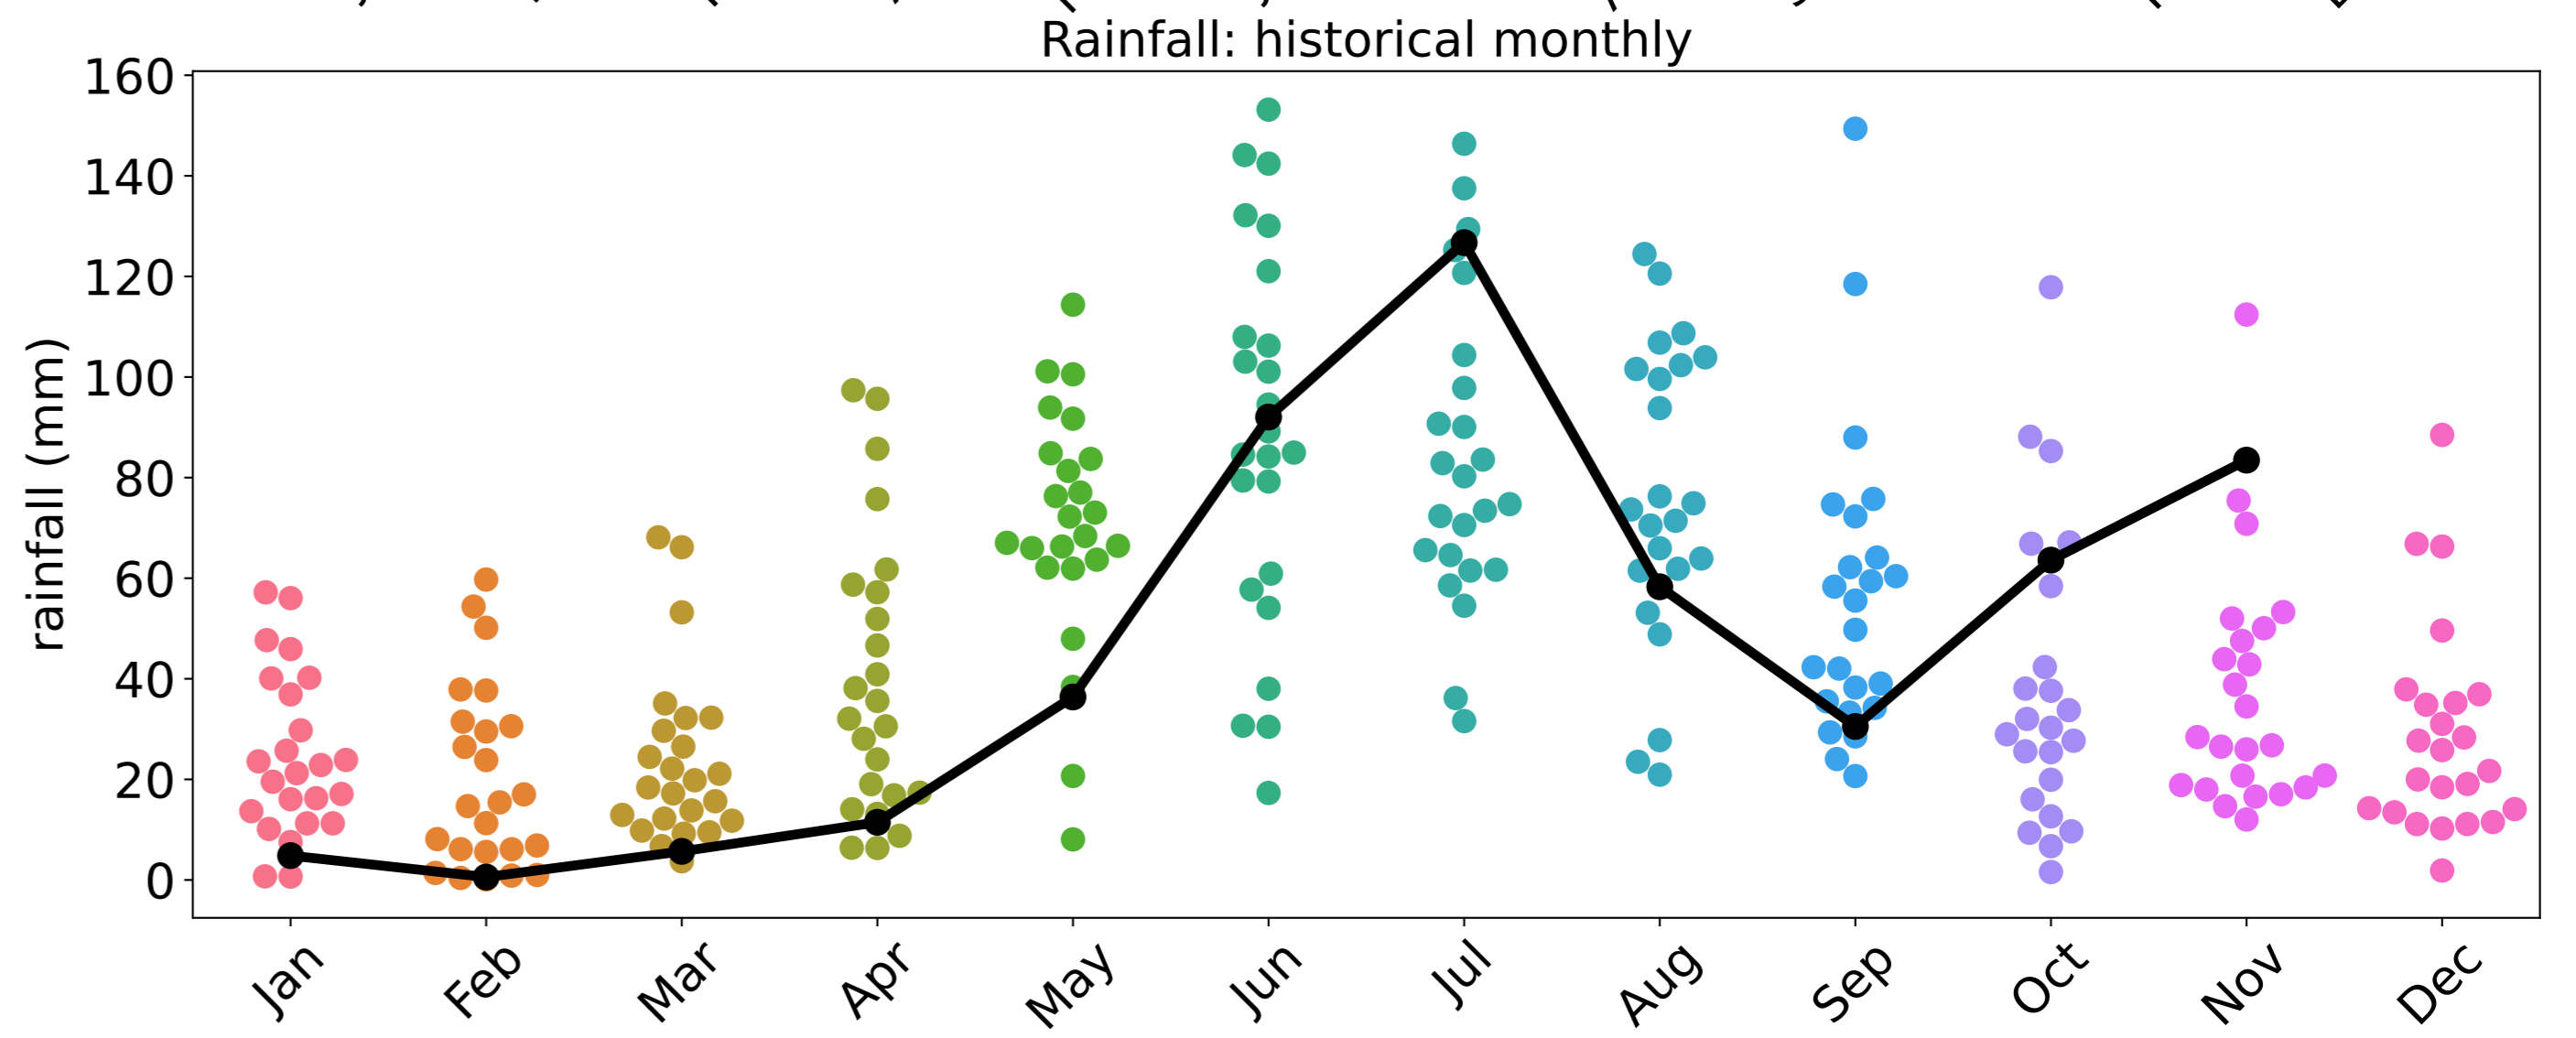 Rainfall: historical monthly
160
140
120
100
80
60
40
20
0
rainfall (mm)
Jan
Feb
Mar
Apr
May
Jun
Jul
Aug
Sep
Oct
Nov
Dec